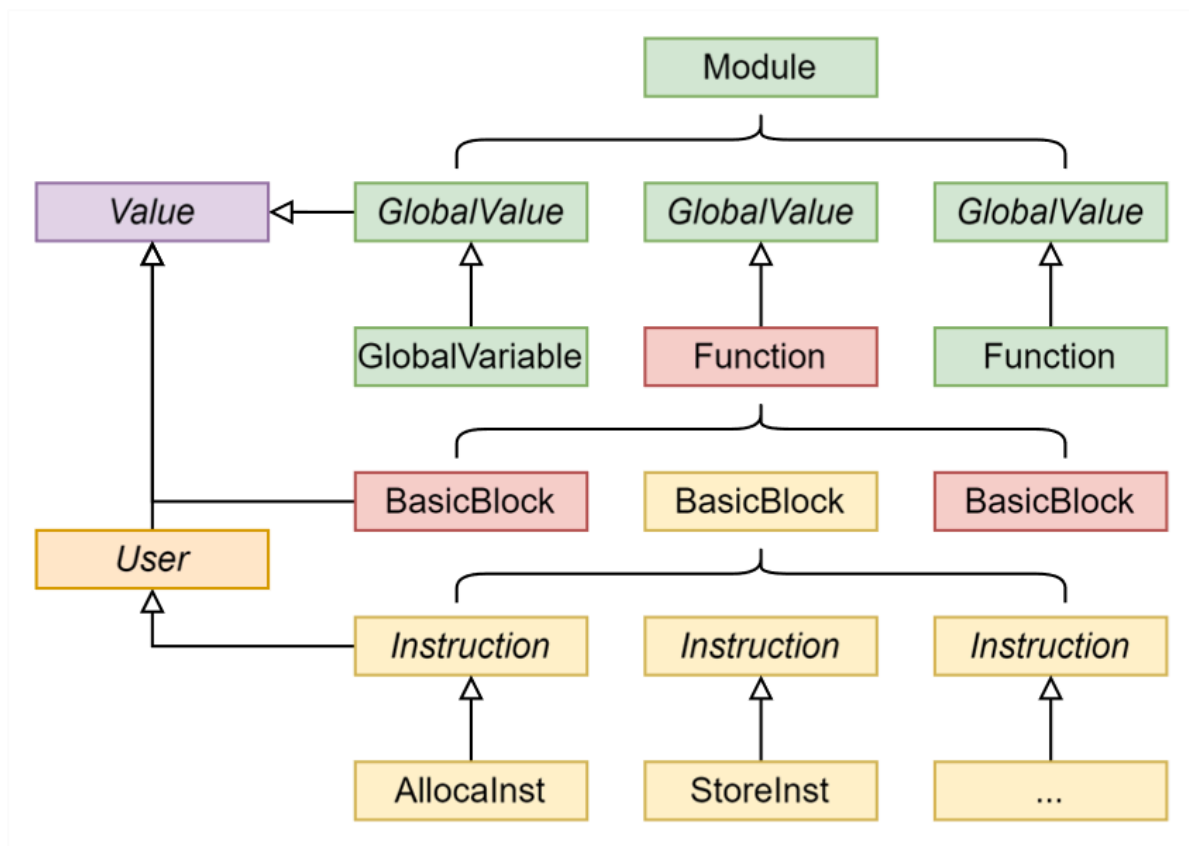 Module
Value
GlobalValue
GlobalValue
GlobalValue
GlobalVariable
Function
Function
BasicBlock
BasicBlock
BasicBlock
User
Instruction
Instruction
Instruction
AllocaInst
StoreInst
...